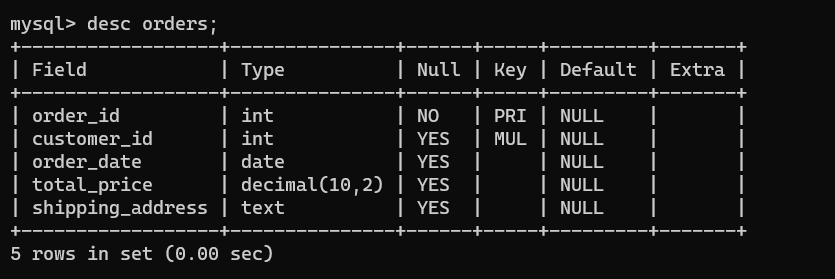 mysql> desc orders;
+------------------+---------------+------+-----+---------+-------+
| Field            | Type          | Null | Key | Default | Extra |
+------------------+---------------+------+-----+---------+-------+
| order_id         | int           | NO   | PRI | NULL    |       |
| customer_id      | int           | YES  | MUL | NULL    |       |
| order_date       | date          | YES  |     | NULL    |       |
| total_price      | decimal(10,2) | YES  |     | NULL    |       |
| shipping_address | text          | YES  |     | NULL    |       |
+------------------+---------------+------+-----+---------+-------+
5 rows in set (0.00 sec)